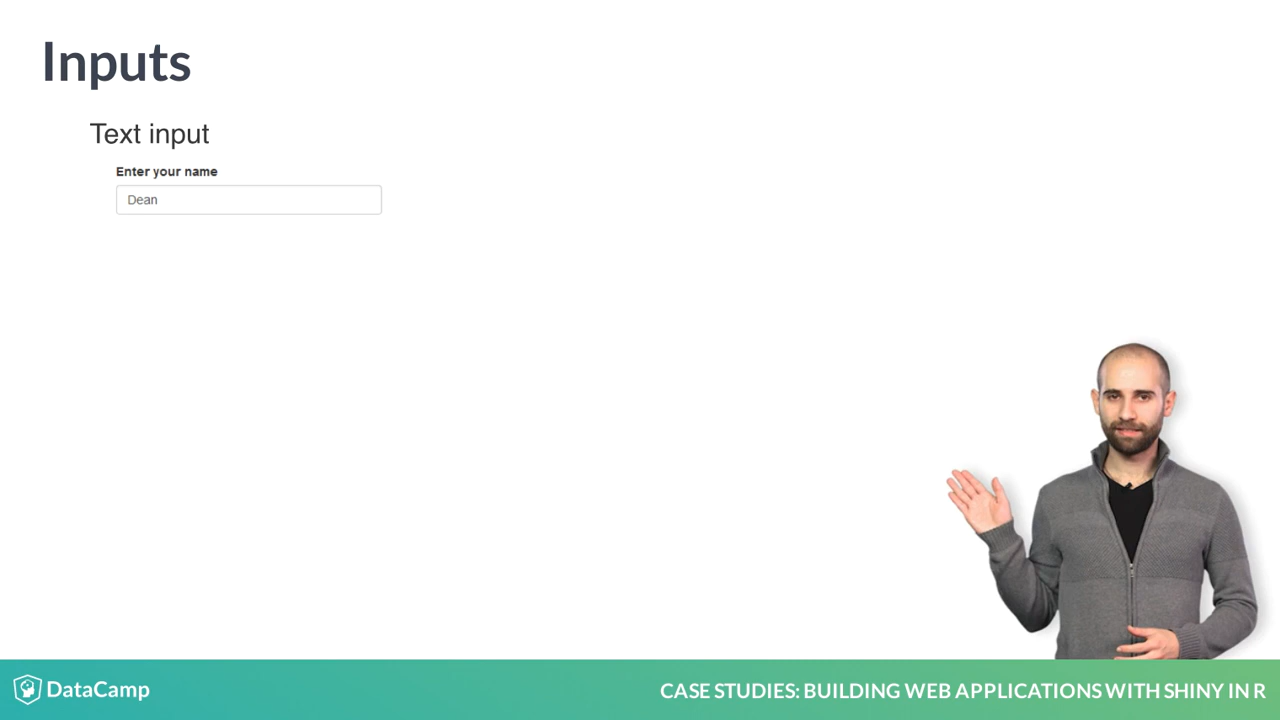 Inputs
Text input
Enter your name
Dean
DataCamp
CASE STUDIES: BUILDING WEB APPLICATIONS WITH SHINY IN R